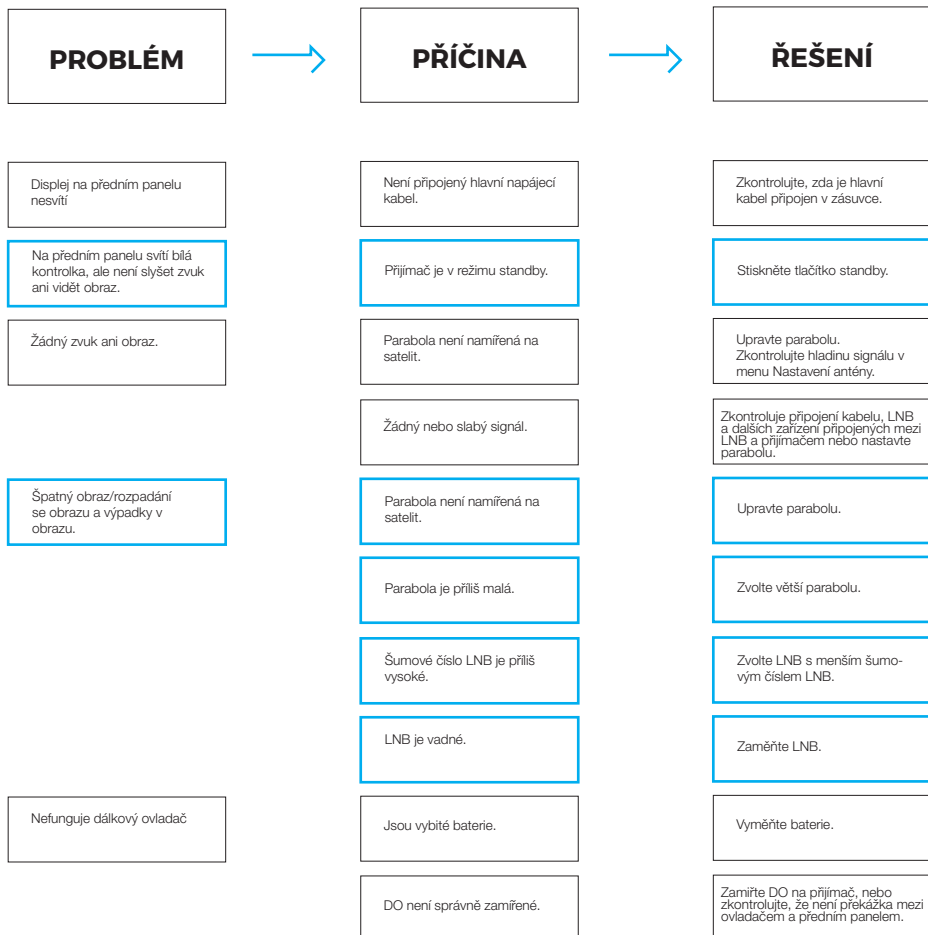 PROBLÉM
PŘÍČINA
ŘEŠENÍ
Displej na předním panelu
nesvítí
Není připojený hlavní napájecí
kabel.
Zkontrolujte, zda je hlavní
kabel připojen v zásuvce.
Na předním panelu svítí bílá
kontrolka, ale není slyšet zvuk
ani vidět obraz.
Přijímač je v režimu standby.
Stiskněte tlačítko standby.
Žádný zvuk ani obraz.
Parabola není namířená na
satelit.
Upravte parabolu.
Zkontrolujte hladinu signálu v
menu Nastavení antény.
Žádný nebo slabý signál.
Zkontroluje připojení kabelu, LNB
a dalších zařízení připojených mezi
LNB a přijímačem nebo nastavte
parabolu.
Špatný obraz/rozpadání
se obrazu a výpadky v
obrazu.
Parabola není namířená na
satelit.
Upravte parabolu.
Parabola je příliš malá.
Zvolte větší parabolu.
Šumové číslo LNB je příliš
vysoké.
Zvolte LNB s menším šumo-
vým číslem LNB.
LNB je vadné.
Zaměňte LNB.
Nefunguje dálkový ovladač
Jsou vybité baterie.
Vyměňte baterie.
DO není správně zamířené.
Zamiřte DO na přijímač, nebo
zkontrolujte, že není překážka mezi
ovladačem a předním panelem.